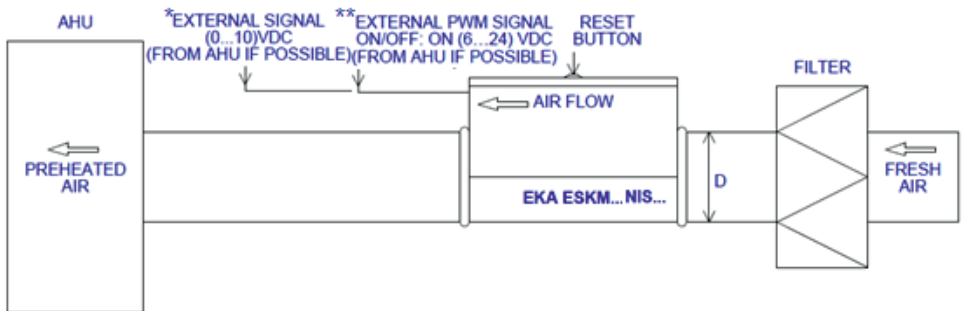 AHU
*EXTERNAL SIGNAL
(0...10)VDC
(FROM AHU IF POSSIBLE)
**EXTERNAL PWM SIGNAL
ON/OFF: ON (6...24) VDC
(FROM AHU IF POSSIBLE)
RESET
BUTTON
FILTER
AIR FLOW
PREHEATED
AIR
D
FRESH
AIR
EKA ESKM... NIS...